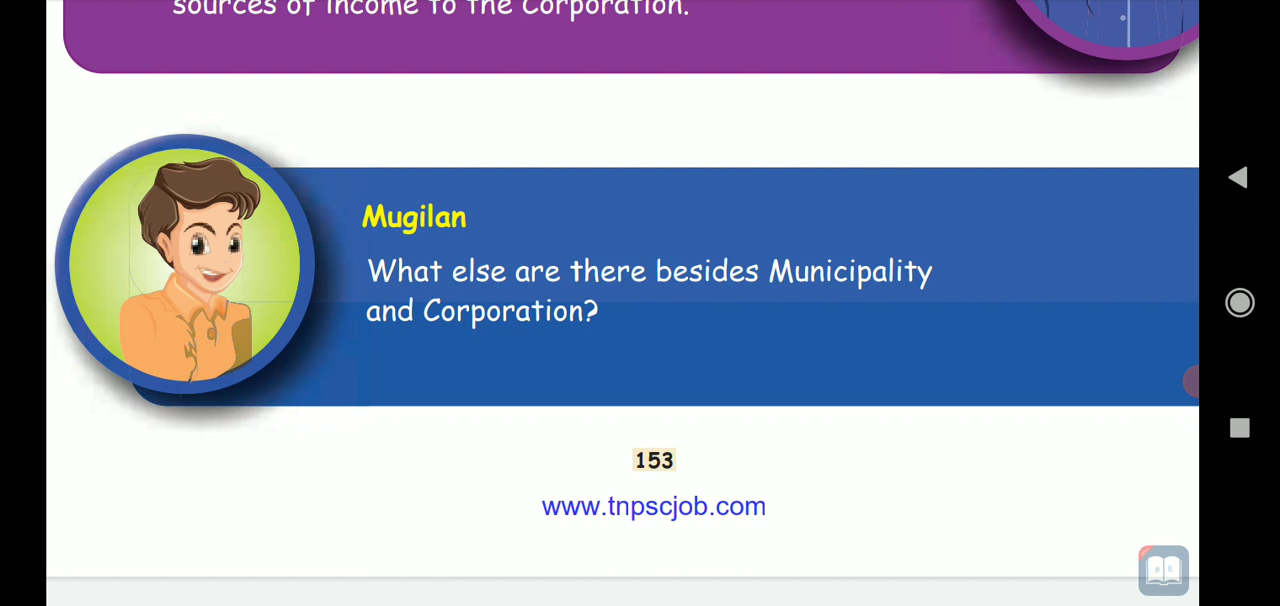 sources of income to the Corporation.
Mugilan
What else are there besides Municipality
and Corporation?
153
www.tnpscjob.com